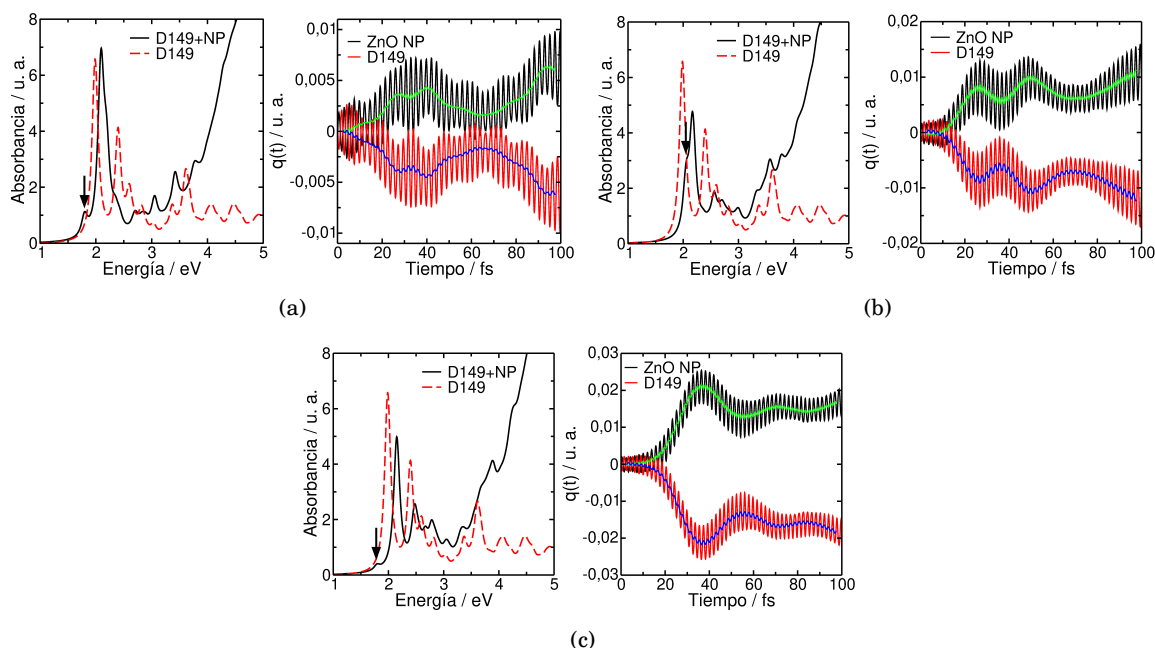 8
6
4
2
0
Absorbancia / u. a.
D149+NP
D149
1 2 3 4 5
Energía / eV
0,01
0,005
0
-0,005
-0,01
q(t) / u. a.
ZnO NP
D149
0 20 40 60 80 100
Tiempo / fs
(a)
8
6
4
2
0
Absorbancia / u. a.
D149+NP
D149
1 2 3 4 5
Energía / eV
0,02
0,01
0
-0,01
-0,02
q(t) / u. a.
ZnO NP
D149
0 20 40 60 80 100
Tiempo / fs
(b)
8
6
4
2
0
Absorbancia / u. a.
D149+NP
D149
1 2 3 4 5
Energía / eV
0,03
0,02
0,01
0
-0,01
-0,02
-0,03
q(t) / u. a.
ZnO NP
D149
0 20 40 60 80 100
Tiempo / fs
(c)